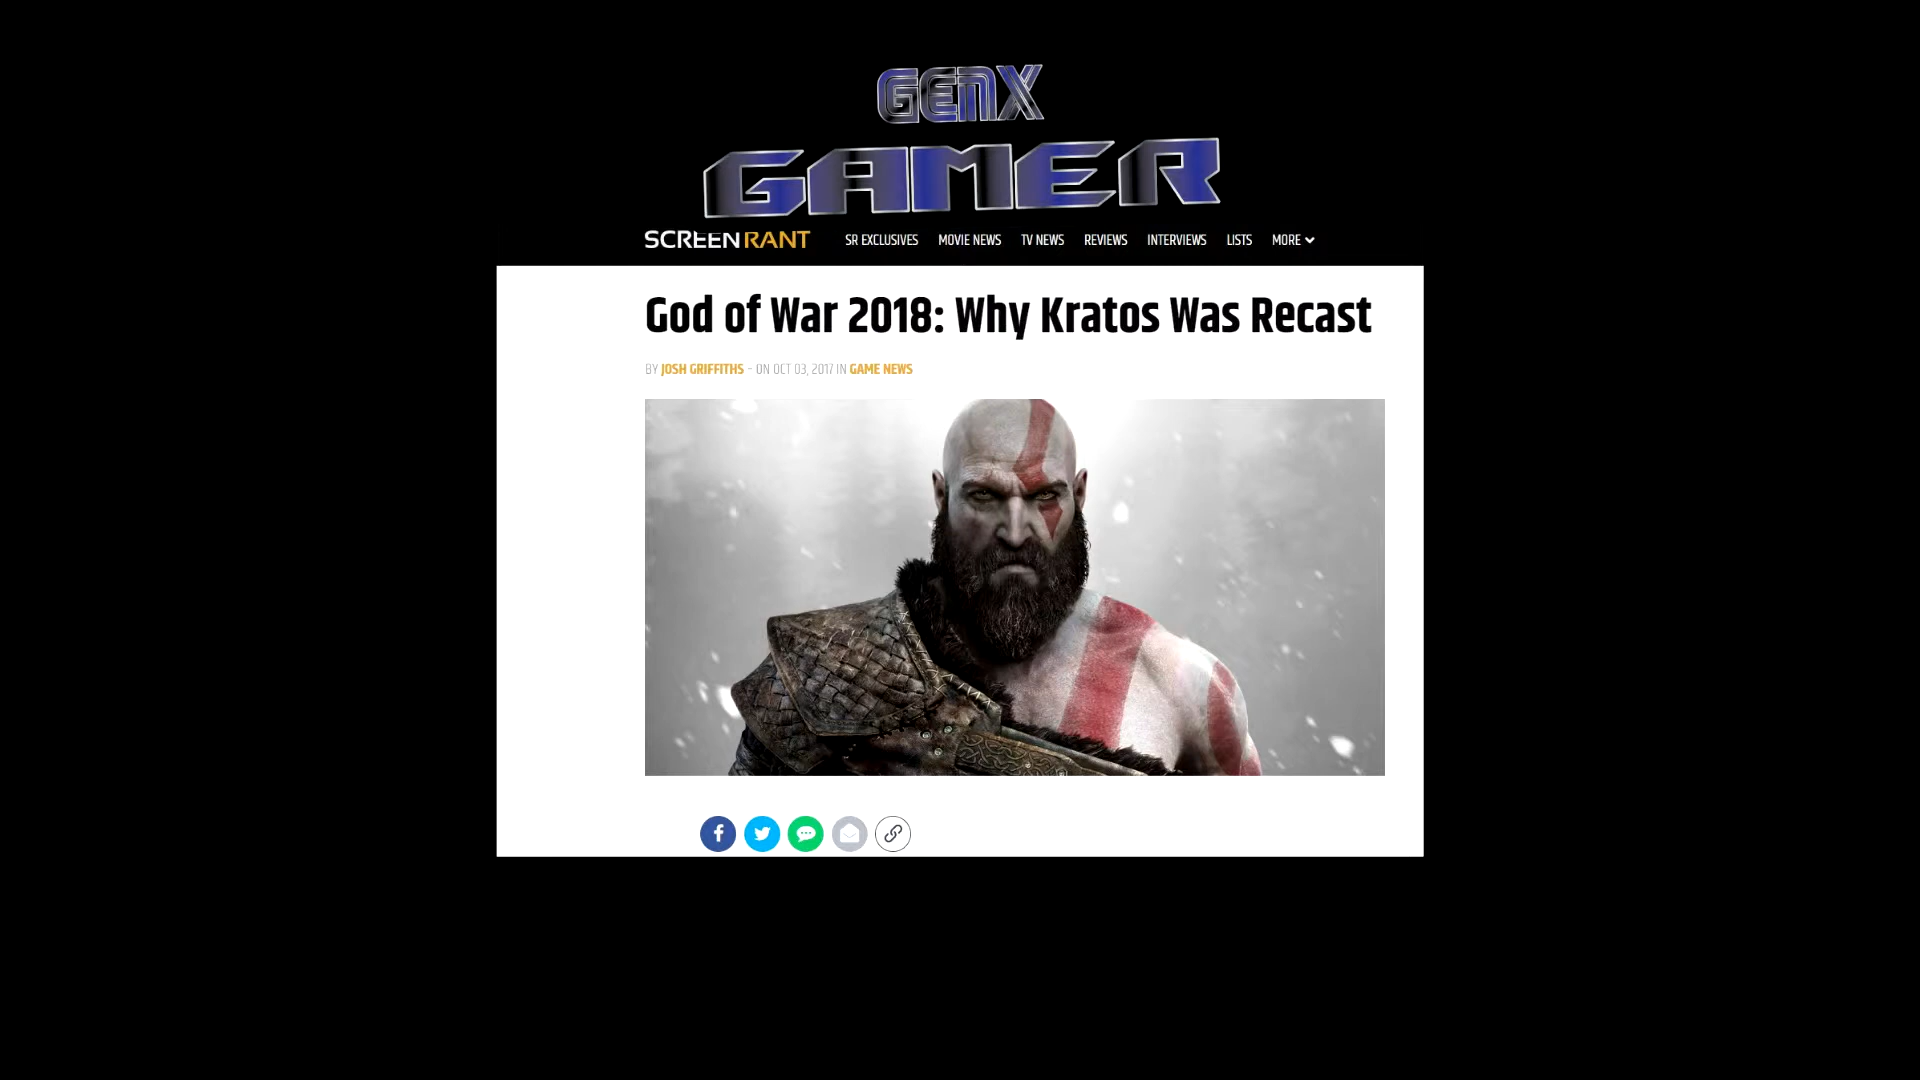 GENX
GAMER
SCREENRANT SR EXCLUSIVES MOVIE NEWS TV NEWS REVIEWS INTERVIEWS LISTS MORE
God of War 2018: Why Kratos Was Recast
BY JOSH GRIFFITHS – ON OCT 03, 2017 IN GAME NEWS